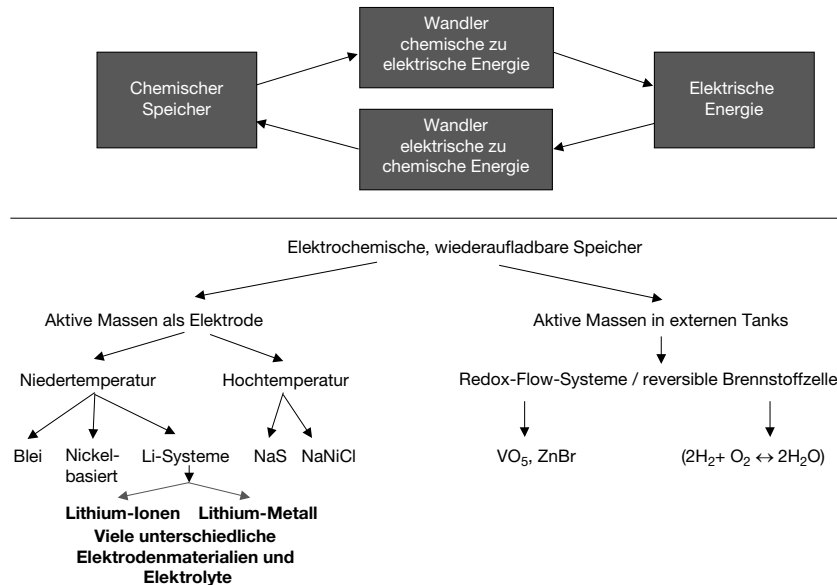 Wandler
chemische zu
elektrische Energie
Chemischer
Speicher
Elektrische
Energie
Wandler
elektrische zu
chemische Energie
Elektrochemische, wiederaufladbare Speicher
Aktive Massen als Elektrode
Aktive Massen in externen Tanks
Niedertemperatur
Hochtemperatur
Redox-Flow-Systeme / reversible Brennstoffzelle
Blei
Nickel-
basiert
Li-Systeme
NaS
NaNiCl
VO₅, ZnBr
(2H₂+ O₂ ↔ 2H₂O)
Lithium-Ionen
Lithium-Metall
Viele unterschiedliche
Elektrodenmaterialien und
Elektrolyte